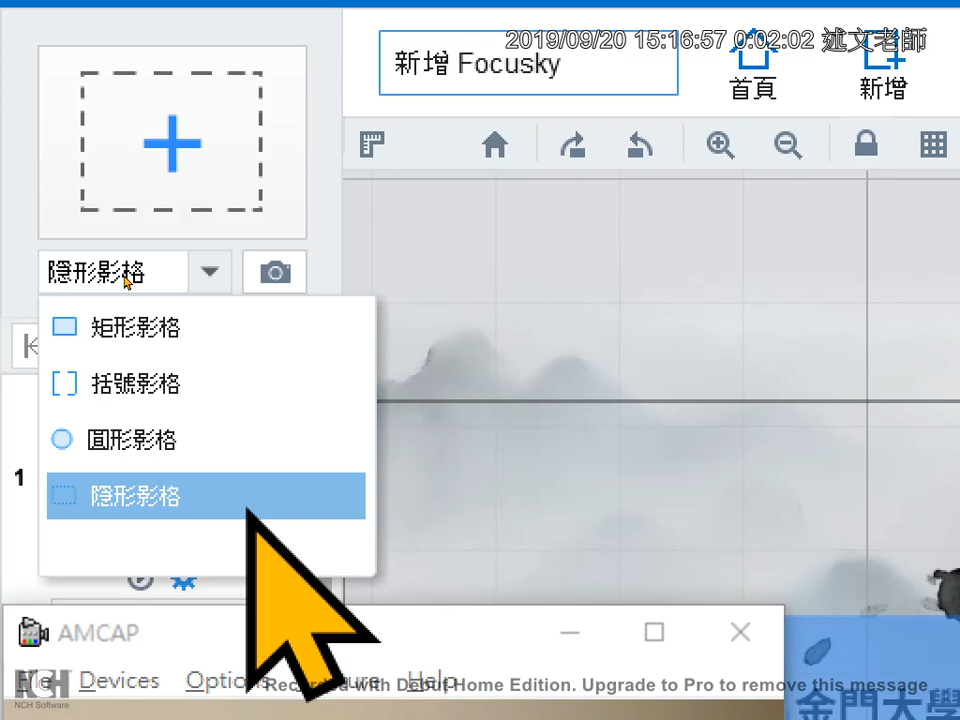 2019/09/20 15:16:57 0:02:02 述文老師
新增 Focusky
首頁
新增
隐形影格
矩形影格
括號影格
圓形影格
1
隐形影格
AMCAP
File Devices Options Capture Help
NCH
NCH Software
Recorded with Debut Home Edition. Upgrade to Pro to remove this message
金門大學